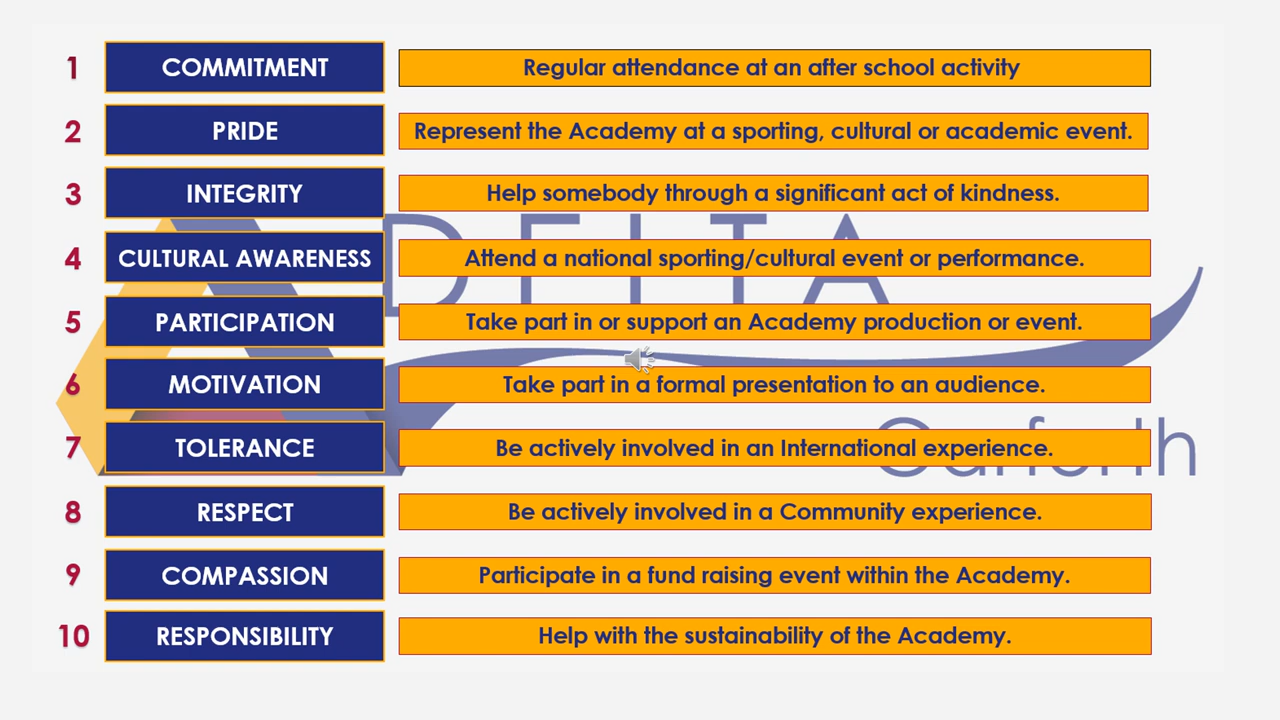 1 COMMITMENT Regular attendance at an after school activity
2 PRIDE Represent the Academy at a sporting, cultural or academic event.
3 INTEGRITY Help somebody through a significant act of kindness.
DELTA
4 CULTURAL AWARENESS Attend a national sporting/cultural event or performance.
5 PARTICIPATION Take part in or support an Academy production or event.
6 MOTIVATION Take part in a formal presentation to an audience.
Garforth
7 TOLERANCE Be actively involved in an International experience.
8 RESPECT Be actively involved in a Community experience.
9 COMPASSION Participate in a fund raising event within the Academy.
10 RESPONSIBILITY Help with the sustainability of the Academy.